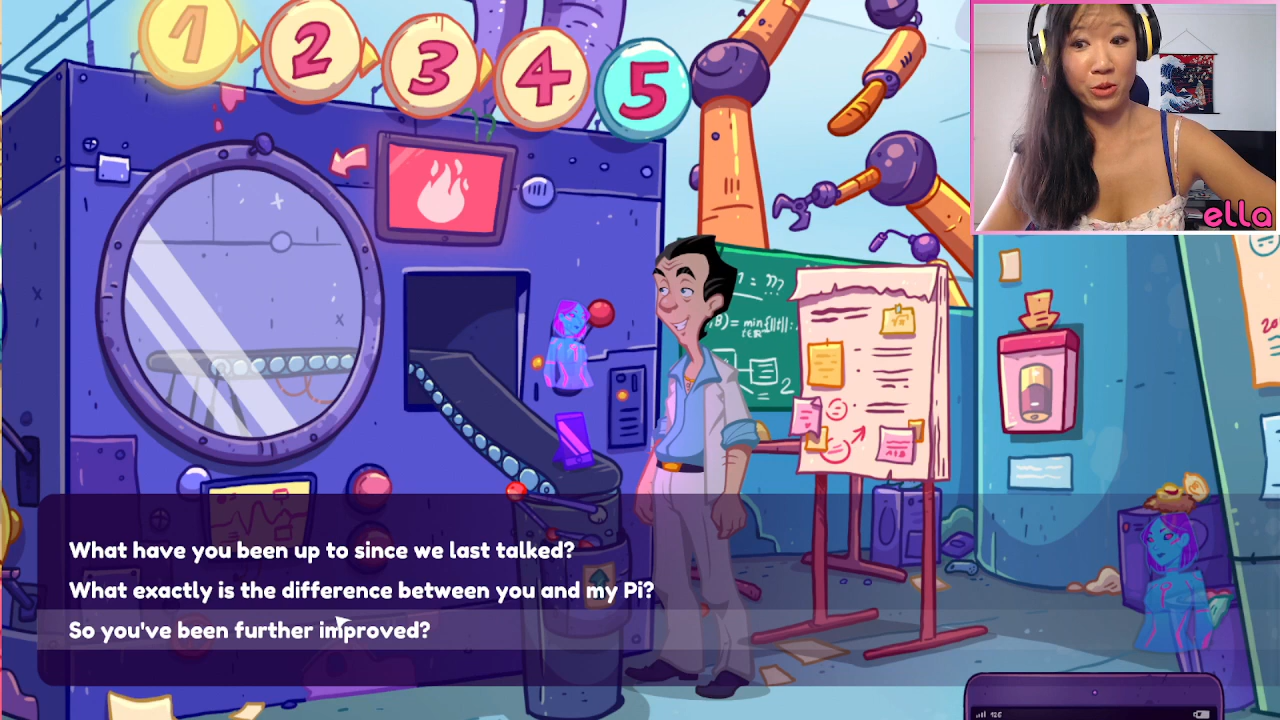 1
2
3
4
5
ella
1 = ???
What have you been up to since we last talked?
What exactly is the difference between you and my Pi?
So you've been further improved?